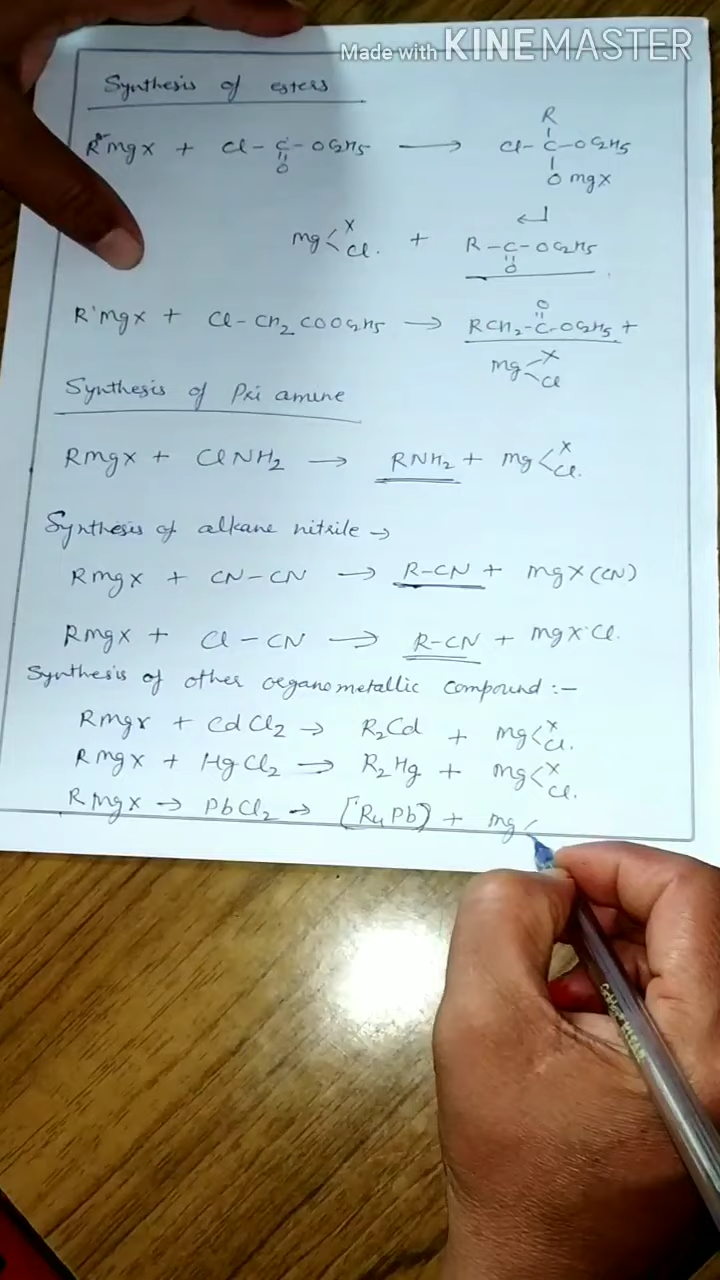 Made with KINEMASTER
Synthesis of esters
RMgx + Cl-C-OC2H5 → Cl-C-OC2H5
O
R
O mgx
mg<x Cl. + R-C-OC2H5
O
R'mgx + Cl-CH2COOC2H5 → RCH2-C-OC2H5 +
O
mg<x Cl
Synthesis of Pri amine
Rmgx + ClNH2 → RNH2 + mg<x Cl.
Synthesis of alkane nitrile →
Rmgx + CN-CN → R-CN + mgx(CN)
Rmgx + Cl-CN → R-CN + mgx·Cl.
Synthesis of other organometallic compound :-
Rmgx + CdCl2 → R2Cd + mg<x Cl.
Rmgx + HgCl2 → R2Hg + mg<x Cl.
Rmgx → PbCl2 → [R4Pb] + mg<